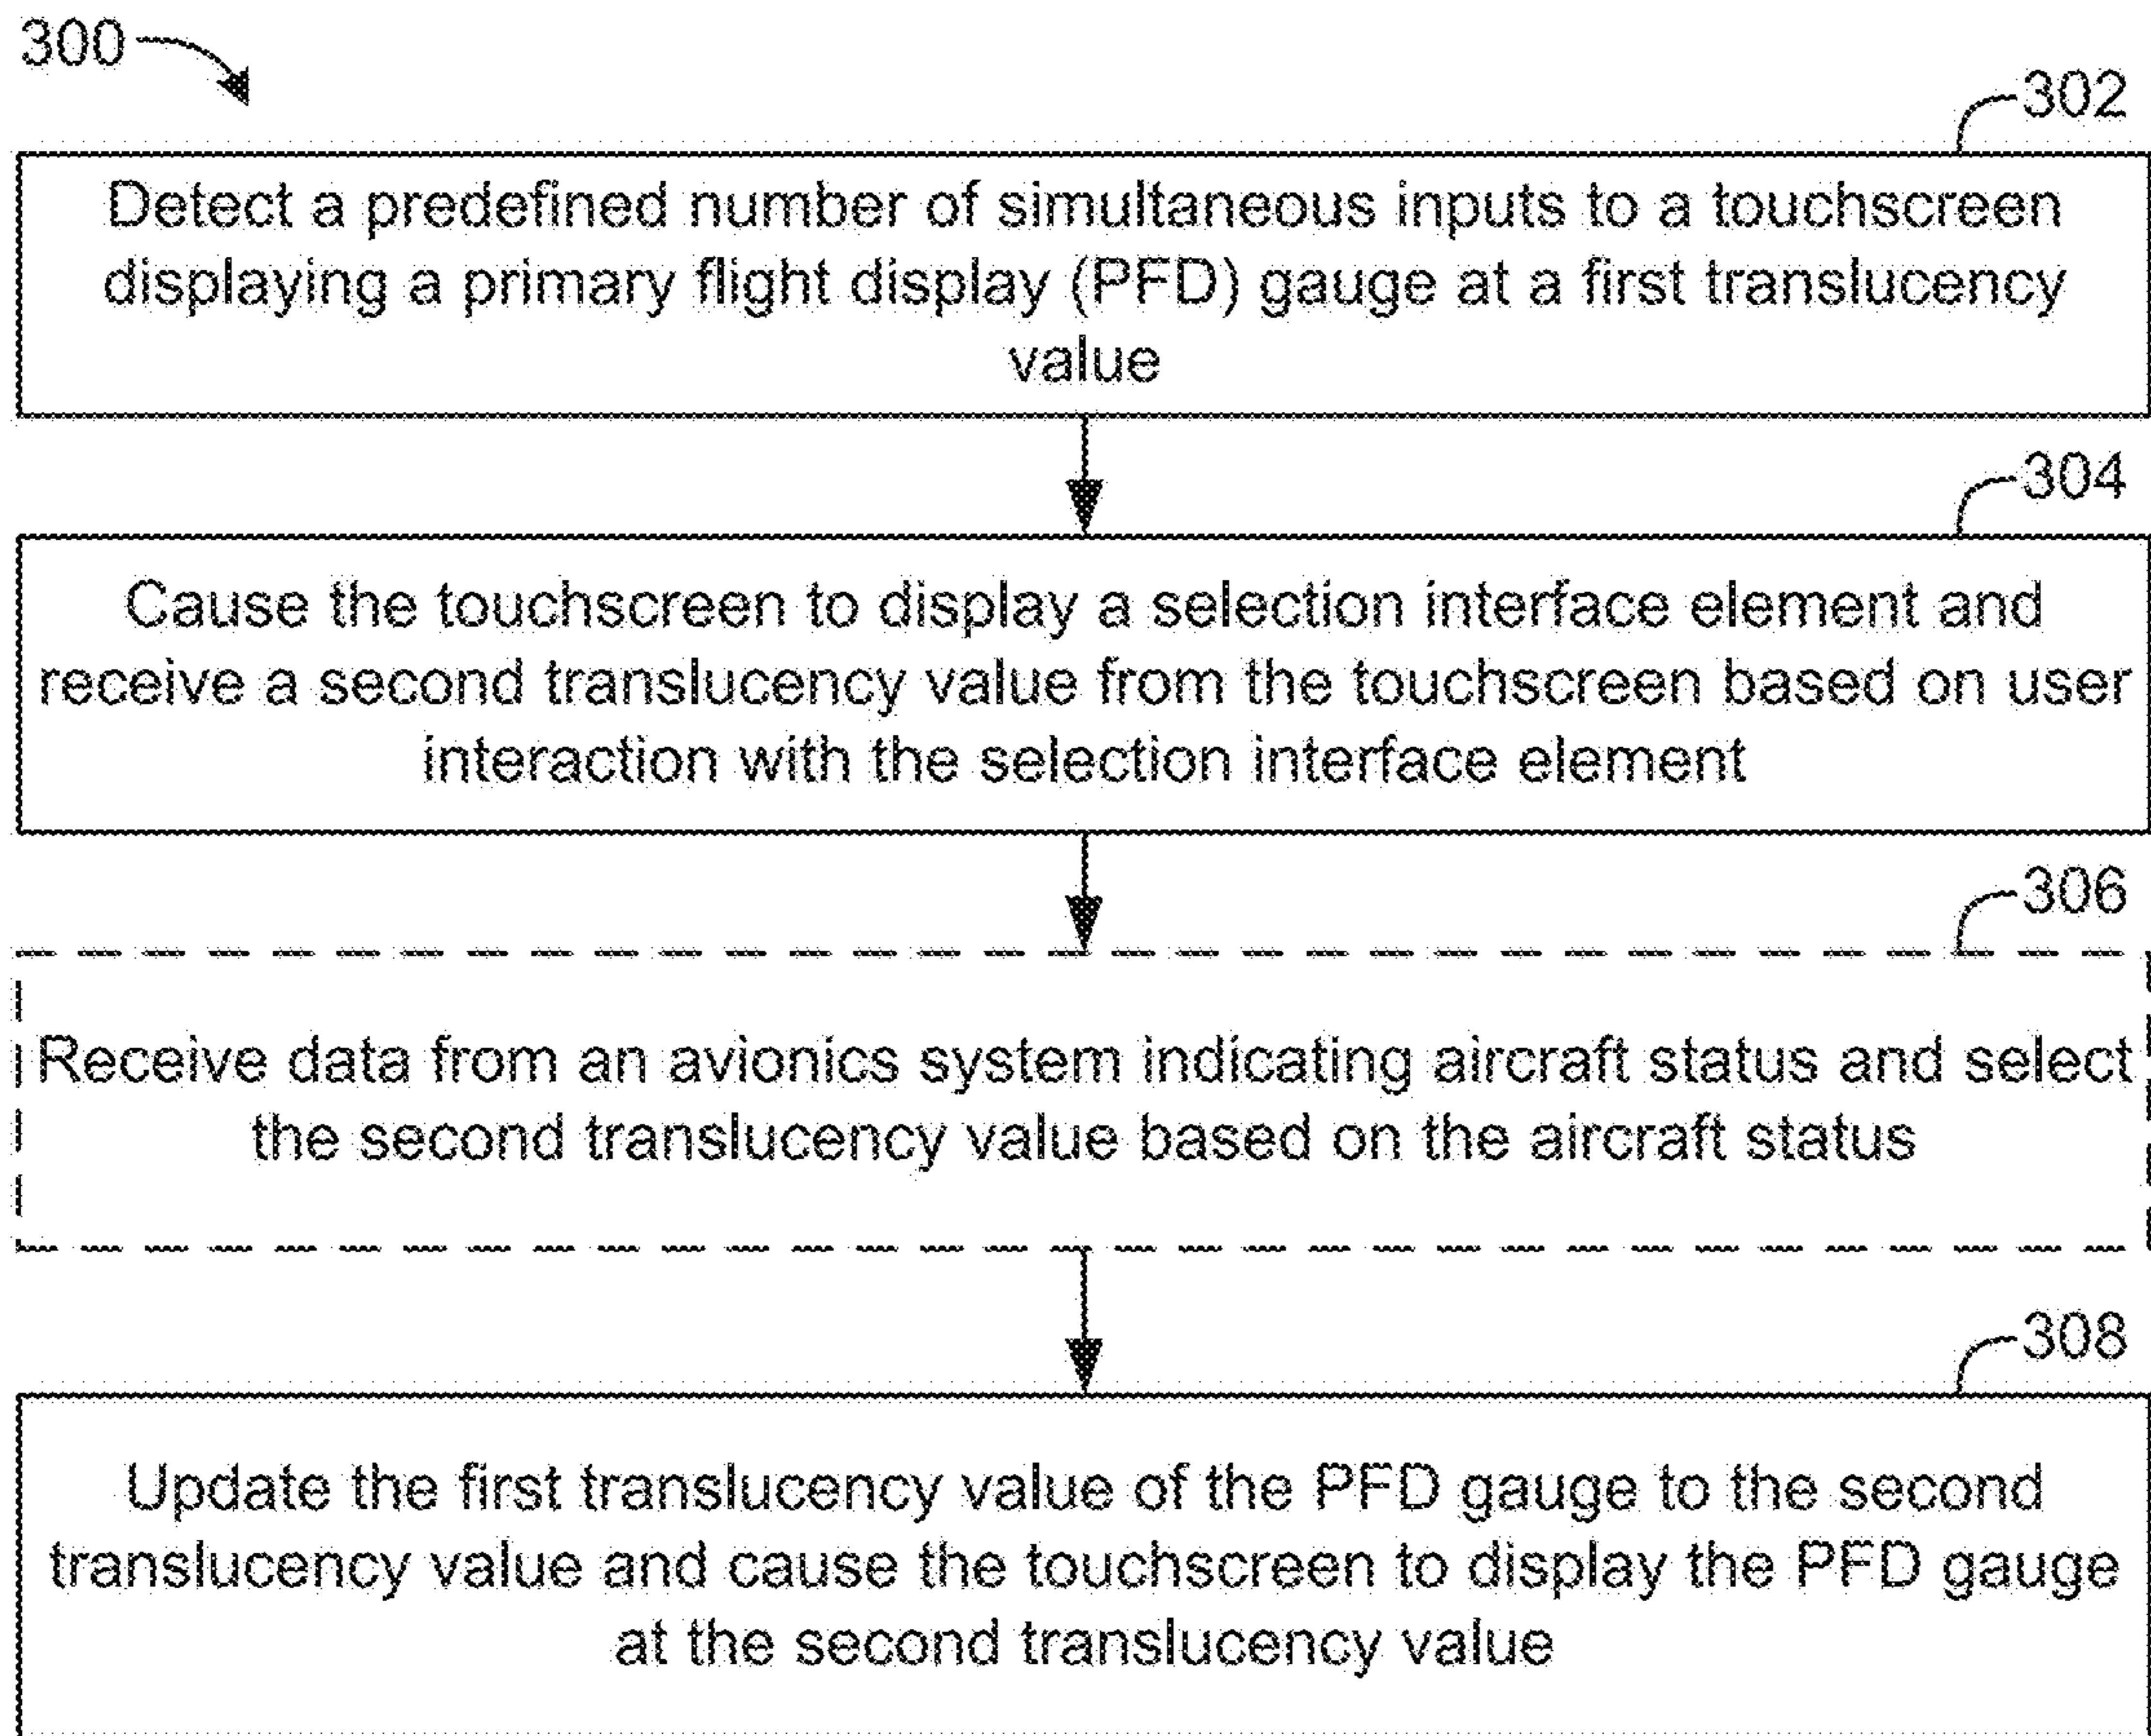 300
302
Detect a predefined number of simultaneous inputs to a touchscreen
displaying a primary flight display (PFD) gauge at a first translucency
value
304
Cause the touchscreen to display a selection interface element and
receive a second translucency value from the touchscreen based on user
interaction with the selection interface element
306
Receive data from an avionics system indicating aircraft status and select
the second translucency value based on the aircraft status
308
Update the first translucency value of the PFD gauge to the second
translucency value and cause the touchscreen to display the PFD gauge
at the second translucency value